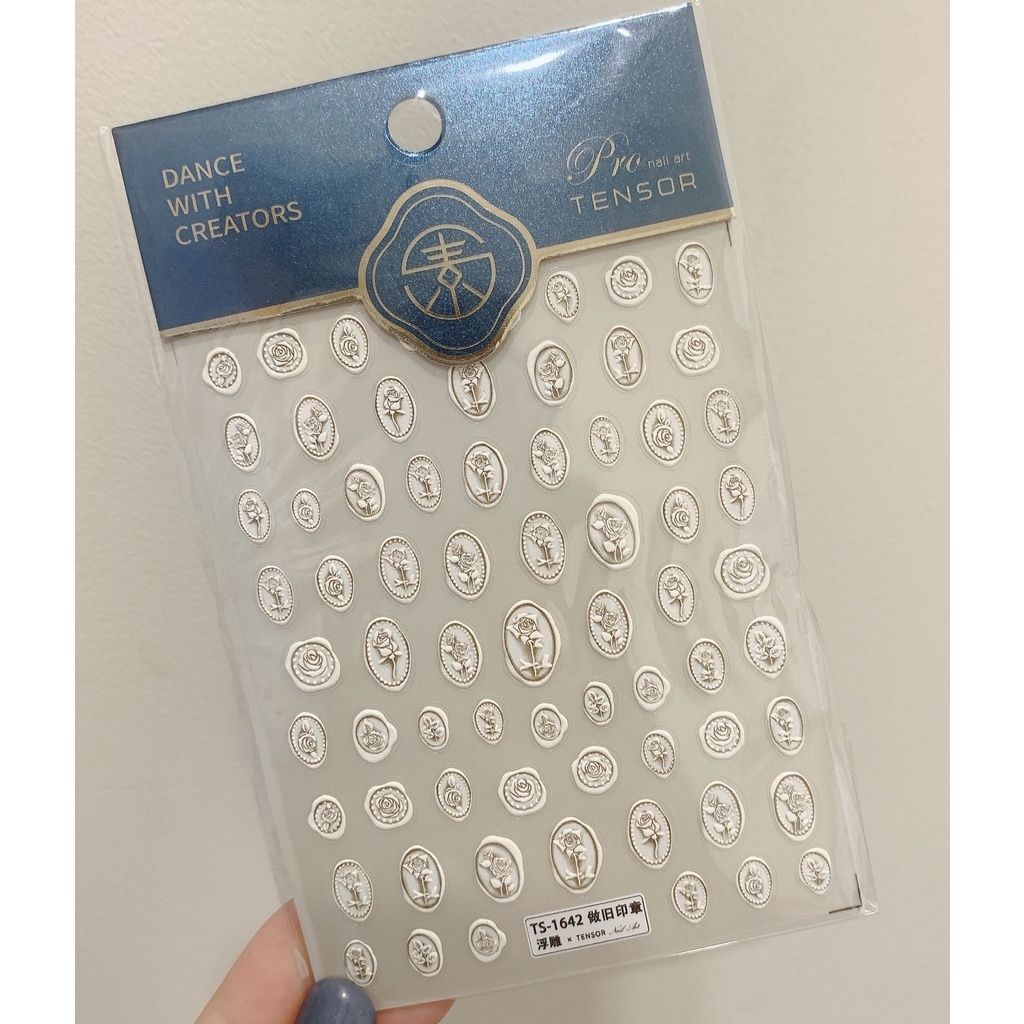 DANCE
WITH
CREATORS
Pro nail art
TENSOR
TS-1642 做旧印章
浮雕 × TENSOR Nail Art